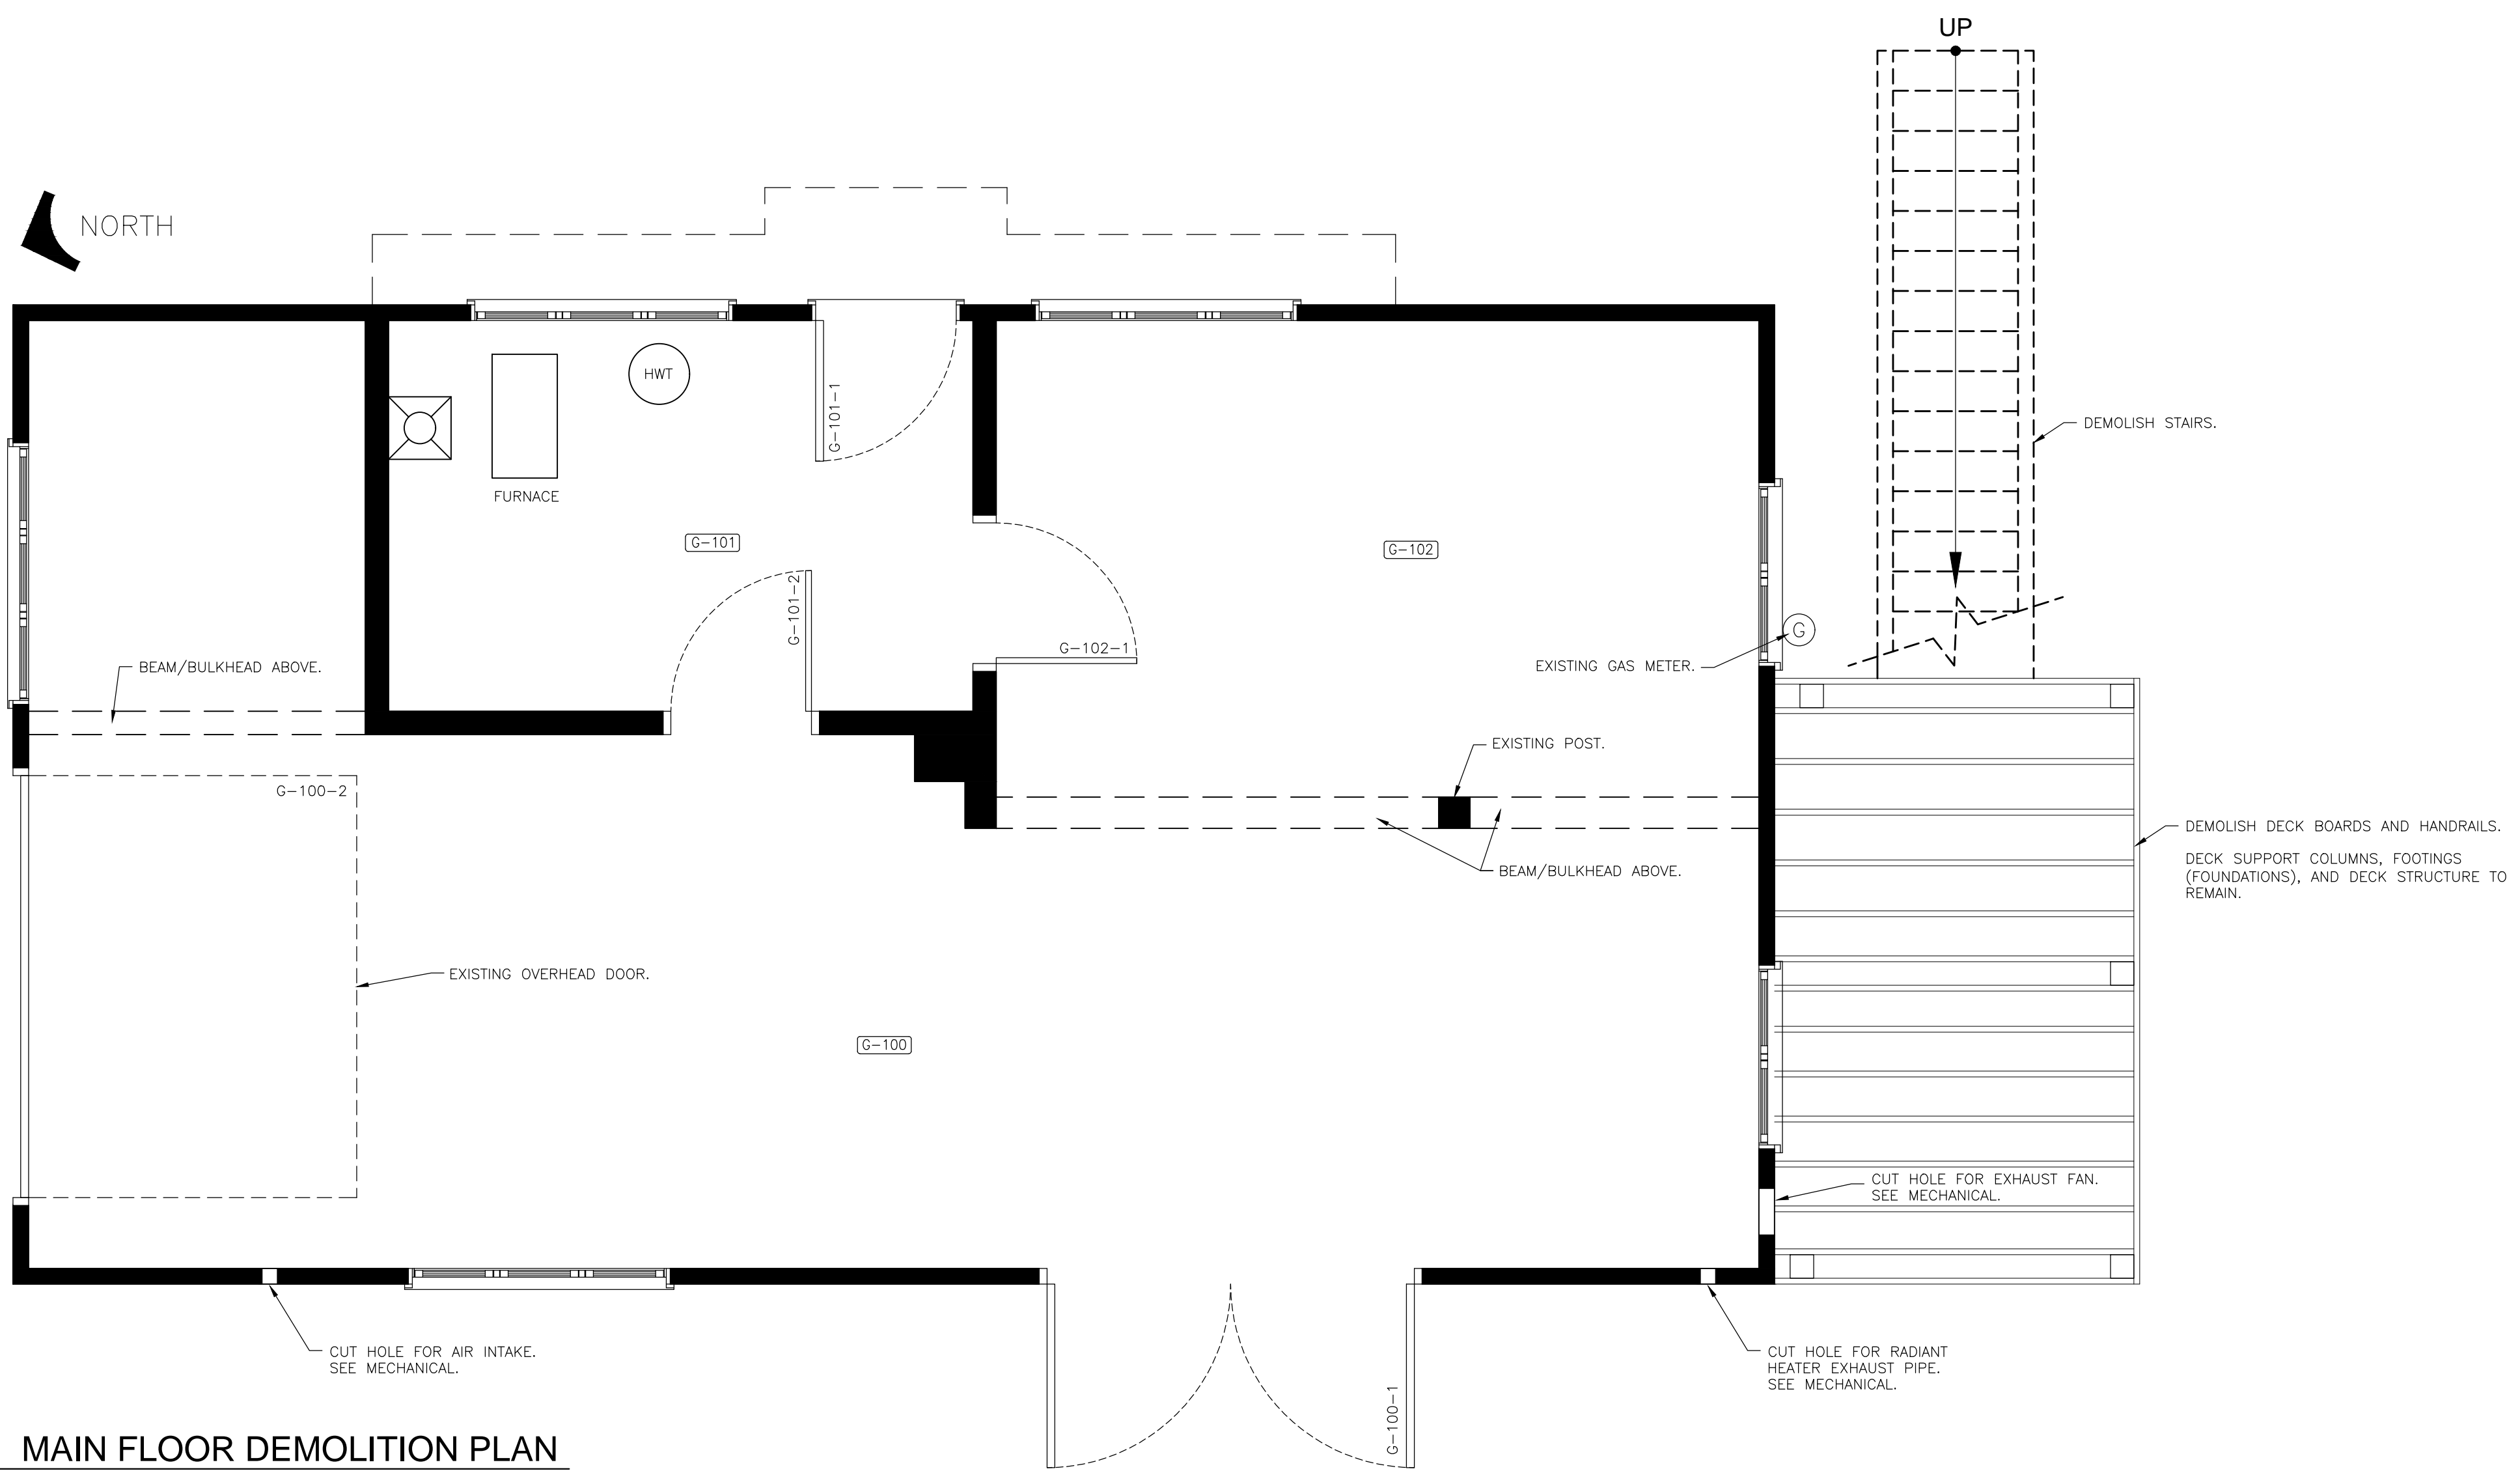 UP
NORTH
HWT
G-101-1
DEMOLISH STAIRS.
FURNACE
G-101
G-102
G-101-2
G
G-102-1
BEAM/BULKHEAD ABOVE.
EXISTING GAS METER.
EXISTING POST.
G-100-2
DEMOLISH DECK BOARDS AND HANDRAILS.
DECK SUPPORT COLUMNS, FOOTINGS
(FOUNDATIONS), AND DECK STRUCTURE TO
REMAIN.
BEAM/BULKHEAD ABOVE.
EXISTING OVERHEAD DOOR.
G-100
CUT HOLE FOR EXHAUST FAN.
SEE MECHANICAL.
CUT HOLE FOR AIR INTAKE.
SEE MECHANICAL.
CUT HOLE FOR RADIANT
HEATER EXHAUST PIPE.
SEE MECHANICAL.
G-100-1
MAIN FLOOR DEMOLITION PLAN